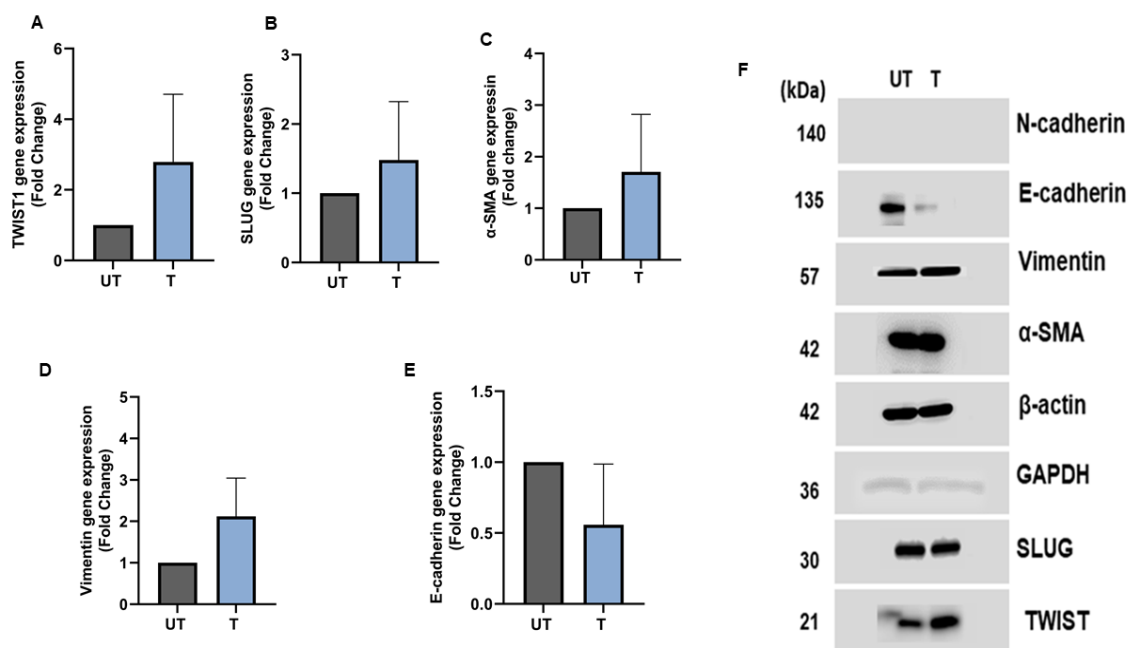 A
TWIST1 gene expression
(Fold Change)
6
4
2
0
UT
T
B
SLUG gene expression
(Fold Change)
3
2
1
0
UT
T
C
α-SMA gene expressin
(Fold change)
4
3
2
1
0
UT
T
D
Vimentin gene expression
(Fold Change)
5
4
3
2
1
0
UT
T
E
E-cadherin gene expression
(Fold Change)
1.5
1.0
0.5
0.0
UT
T
F
(kDa) UT T
140 N-cadherin
135 E-cadherin
57 Vimentin
42 α-SMA
42 β-actin
36 GAPDH
30 SLUG
21 TWIST